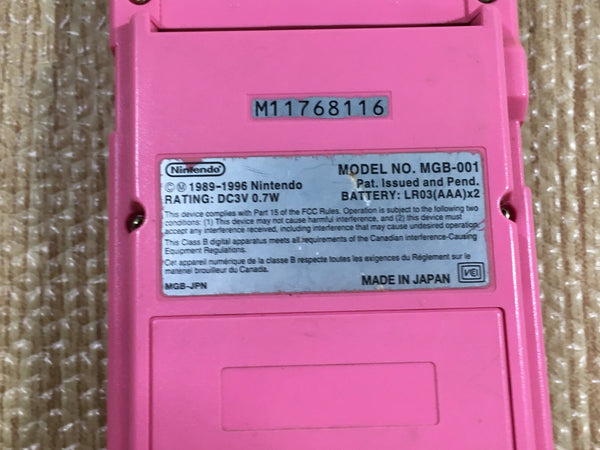 M11768116
Nintendo
MODEL NO. MGB-001
©Ⓜ 1989-1996 Nintendo
Pat. Issued and Pend.
RATING: DC3V 0.7W
BATTERY: LR03(AAA)x2
This device complies with Part 15 of the FCC Rules. Operation is subject to the following two
conditions: (1) This device may not cause harmful interference, and (2) this device must
accept any interference received, including interference that may cause undesired operation.
This Class B digital apparatus meets all requirements of the Canadian Interference-Causing
Equipment Regulations.
Cet appareil numérique de la classe B respecte toutes les exigences du Réglement sur le
materiel brouilleur du Canada.
MGB-JPN
MADE IN JAPAN
VCI